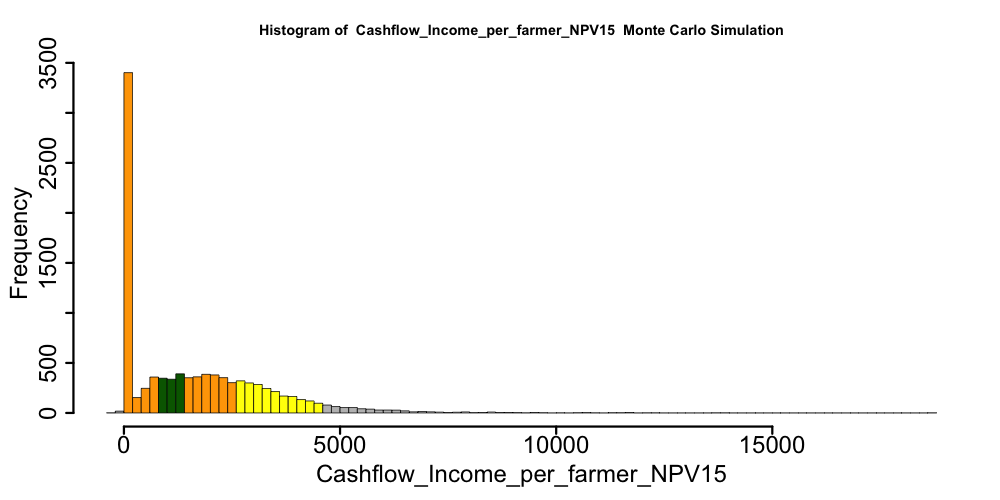 Histogram of Cashflow_Income_per_farmer_NPV15 Monte Carlo Simulation
Frequency
3500
2500
1500
500
0
0 5000 10000 15000
Cashflow_Income_per_farmer_NPV15